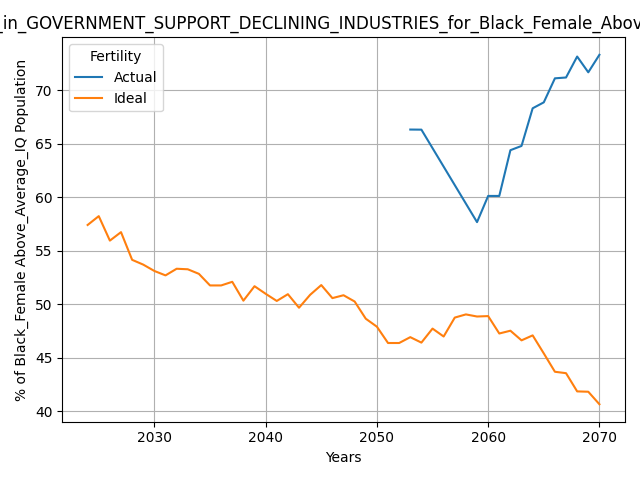 _in_GOVERNMENT_SUPPORT_DECLINING_INDUSTRIES_for_Black_Female_Above
Fertility
Actual
Ideal
% of Black_Female Above_Average_IQ Population
70
65
60
55
50
45
40
2030
2040
2050
2060
2070
Years